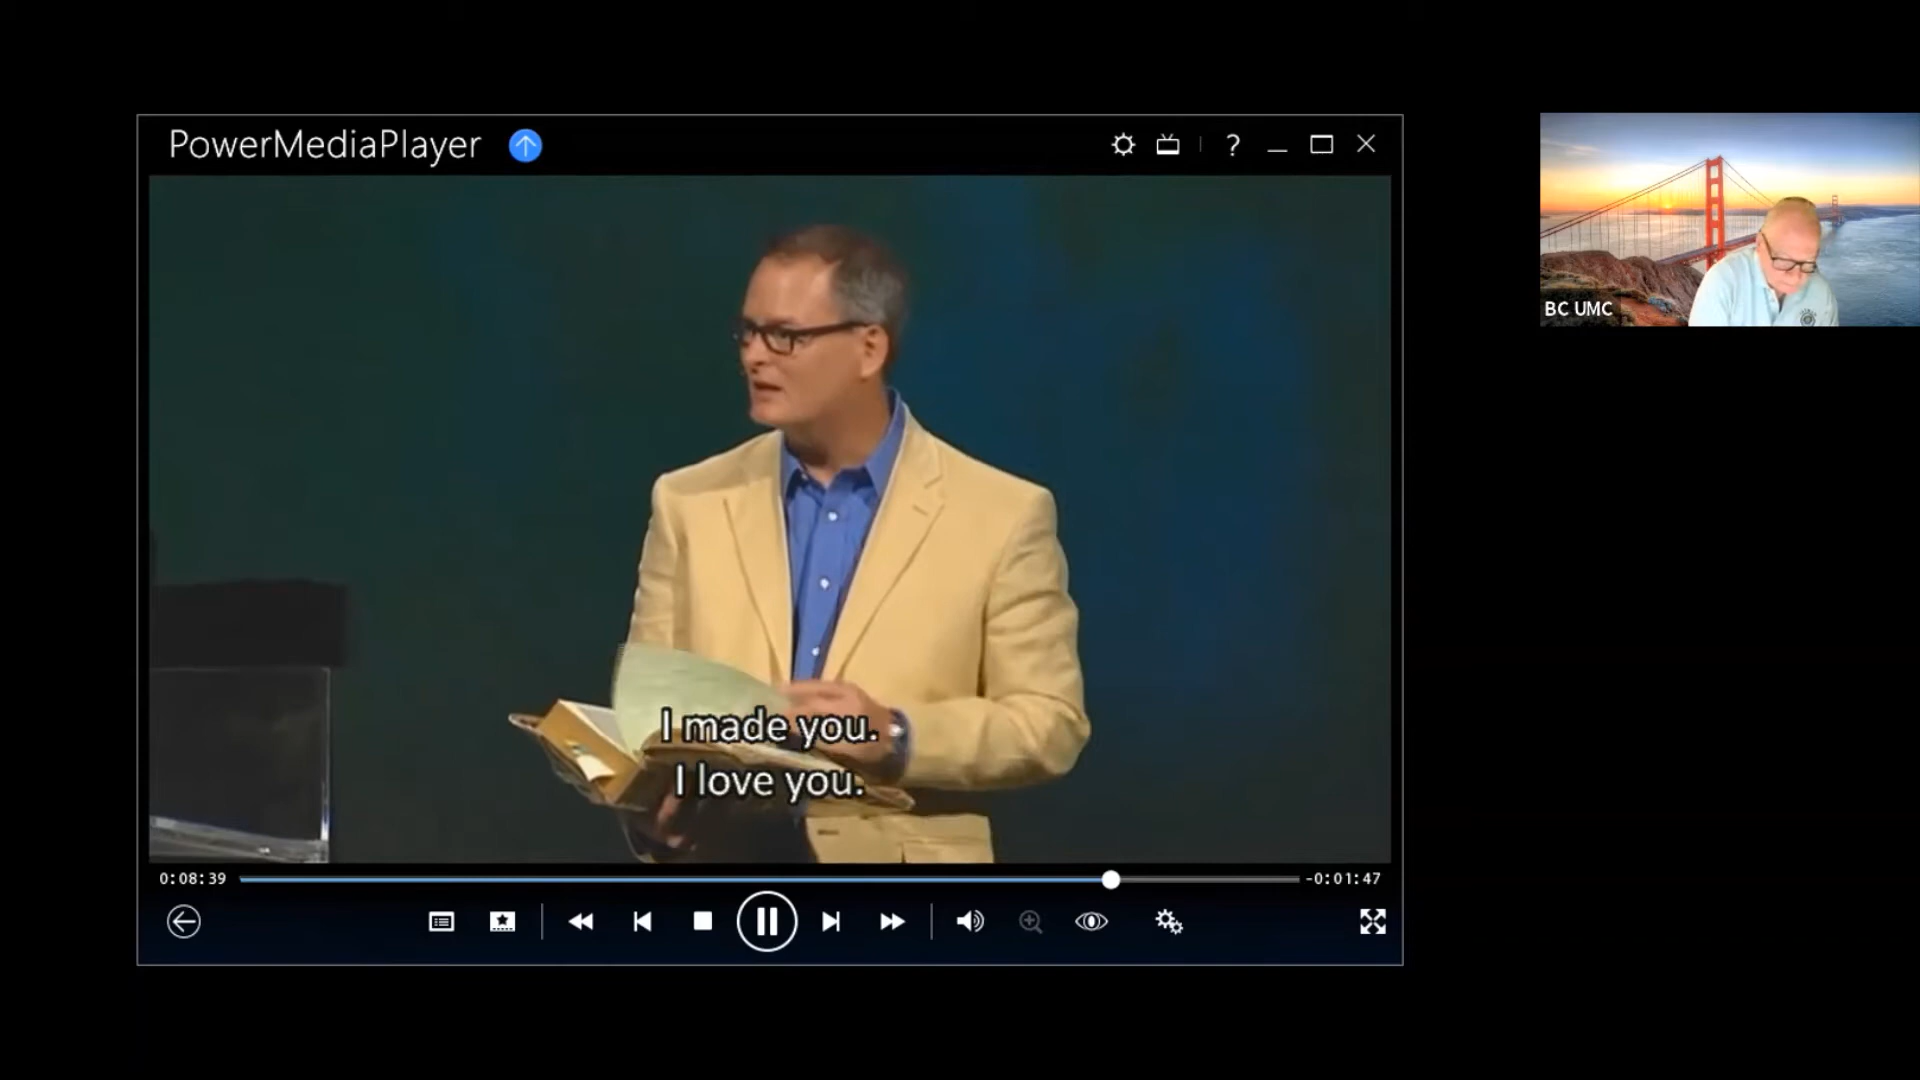 PowerMediaPlayer
?
I made you.
I love you.
0:08:39
-0:01:47
BC UMC